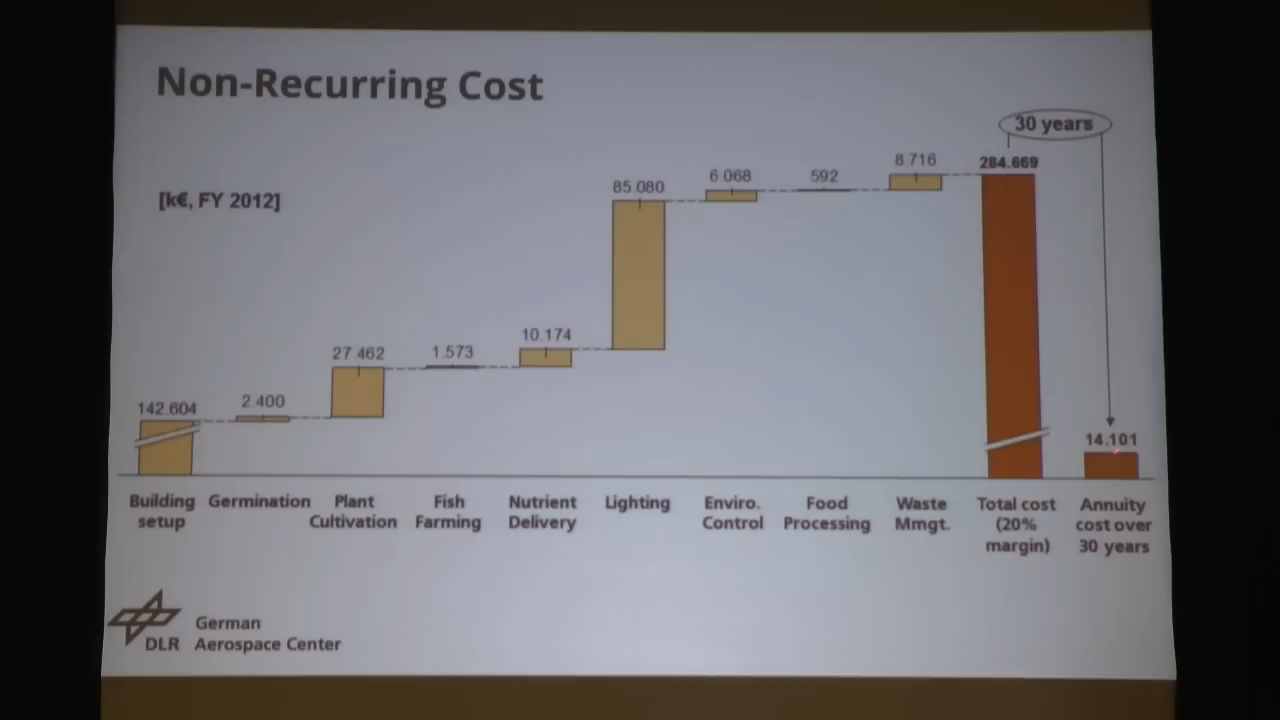 Non-Recurring Cost
30 years
[k€, FY 2012]
142.604
2.400
27.462
1.573
10.174
85.080
6.068
592
8.716
284.669
14.101
Building
setup
Germination
Plant
Cultivation
Fish
Farming
Nutrient
Delivery
Lighting
Enviro.
Control
Food
Processing
Waste
Mmgt.
Total cost
(20%
margin)
Annuity
cost over
30 years
DLR
German
Aerospace Center